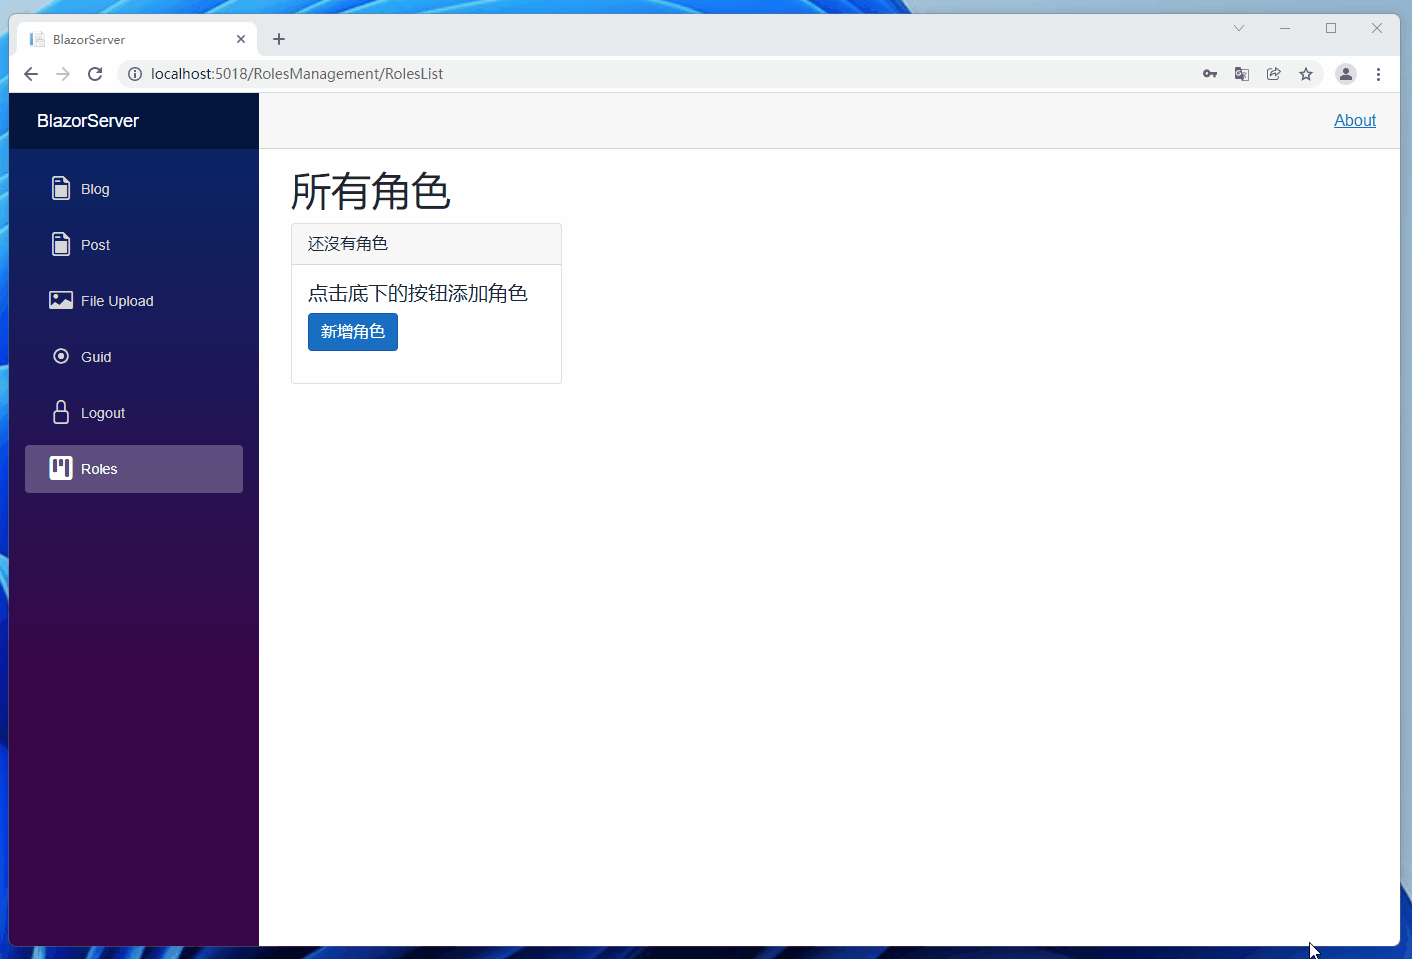 BlazorServer
localhost:5018/RolesManagement/RolesList
BlazorServer
About
Blog
Post
File Upload
Guid
Logout
Roles
所有角色
还沒有角色
点击底下的按钮添加角色
新增角色